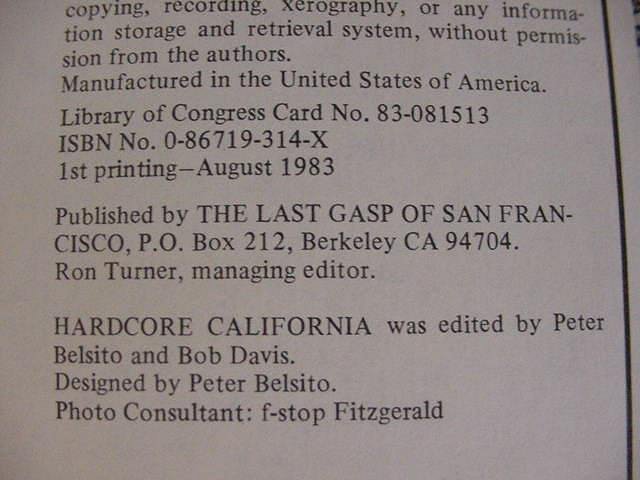 copying, recording, xerography, or any informa-
tion storage and retrieval system, without permis-
sion from the authors.
Manufactured in the United States of America.
Library of Congress Card No. 83-081513
ISBN No. 0-86719-314-X
1st printing—August 1983
Published by THE LAST GASP OF SAN FRAN-
CISCO, P.O. Box 212, Berkeley CA 94704.
Ron Turner, managing editor.
HARDCORE CALIFORNIA was edited by Peter
Belsito and Bob Davis.
Designed by Peter Belsito.
Photo Consultant: f-stop Fitzgerald